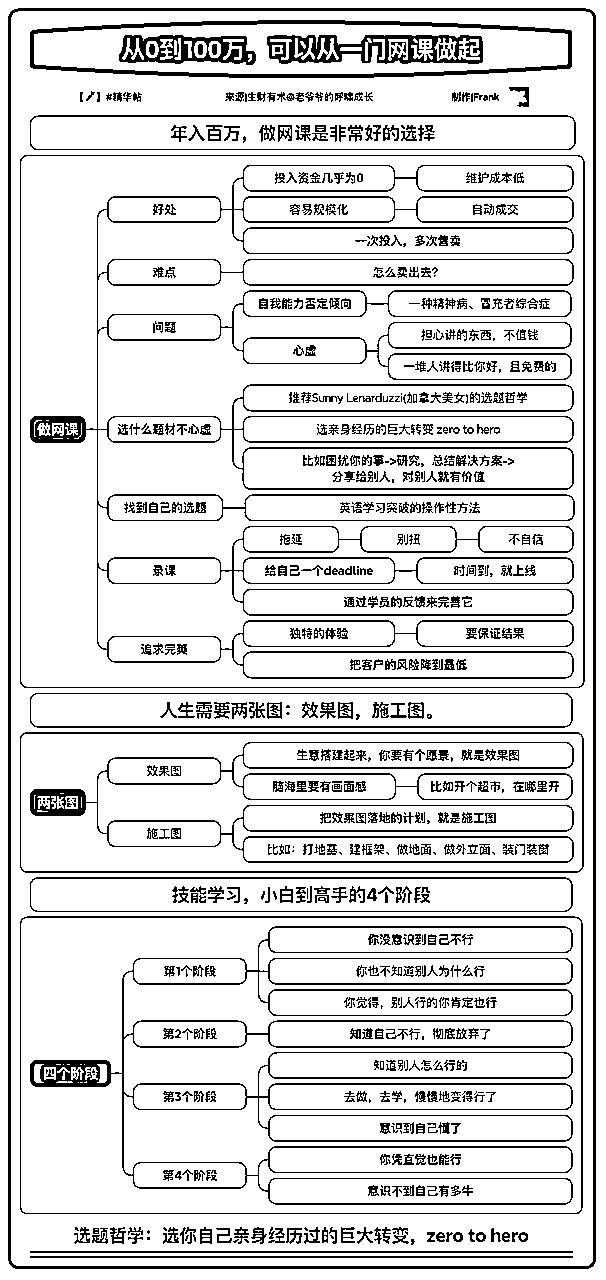 从0到100万，可以从一门网课做起
【🖊】#精华帖 来源|生财有术@老爷爷的呼噜成长 制作|Frank
年入百万，做网课是非常好的选择
做网课
好处
投入资金几乎为0
维护成本低
容易规模化
自动成交
一次投入，多次售卖
难点
怎么卖出去？
问题
自我能力否定倾向
一种精神病、冒充者综合症
心虚
担心讲的东西，不值钱
一堆人讲得比你好，且免费的
选什么题材不心虚
推荐Sunny Lenarduzzi(加拿大美女)的选题哲学
选亲身经历的巨大转变 zero to hero
比如困扰你的事->研究，总结解决方案->
分享给别人，对别人就有价值
找到自己的选题
英语学习突破的操作性方法
录课
拖延
别扭
不自信
给自己一个deadline
时间到，就上线
通过学员的反馈来完善它
追求完美
独特的体验
要保证结果
把客户的风险降到最低
人生需要两张图：效果图，施工图。
两张图
效果图
生意搭建起来，你要有个愿景，就是效果图
脑海里要有画面感
比如开个超市，在哪里开
施工图
把效果图落地的计划，就是施工图
比如：打地基、建框架、做地面、做外立面、装门装窗
技能学习，小白到高手的4个阶段
四个阶段
第1个阶段
你没意识到自己不行
你也不知道别人为什么行
你觉得，别人行的你肯定也行
第2个阶段
知道自己不行，彻底放弃了
第3个阶段
知道别人怎么行的
去做，去学，慢慢地变得行了
意识到自己懂了
第4个阶段
你凭直觉也能行
意识不到自己有多牛
选题哲学：选你自己亲身经历过的巨大转变，zero to hero